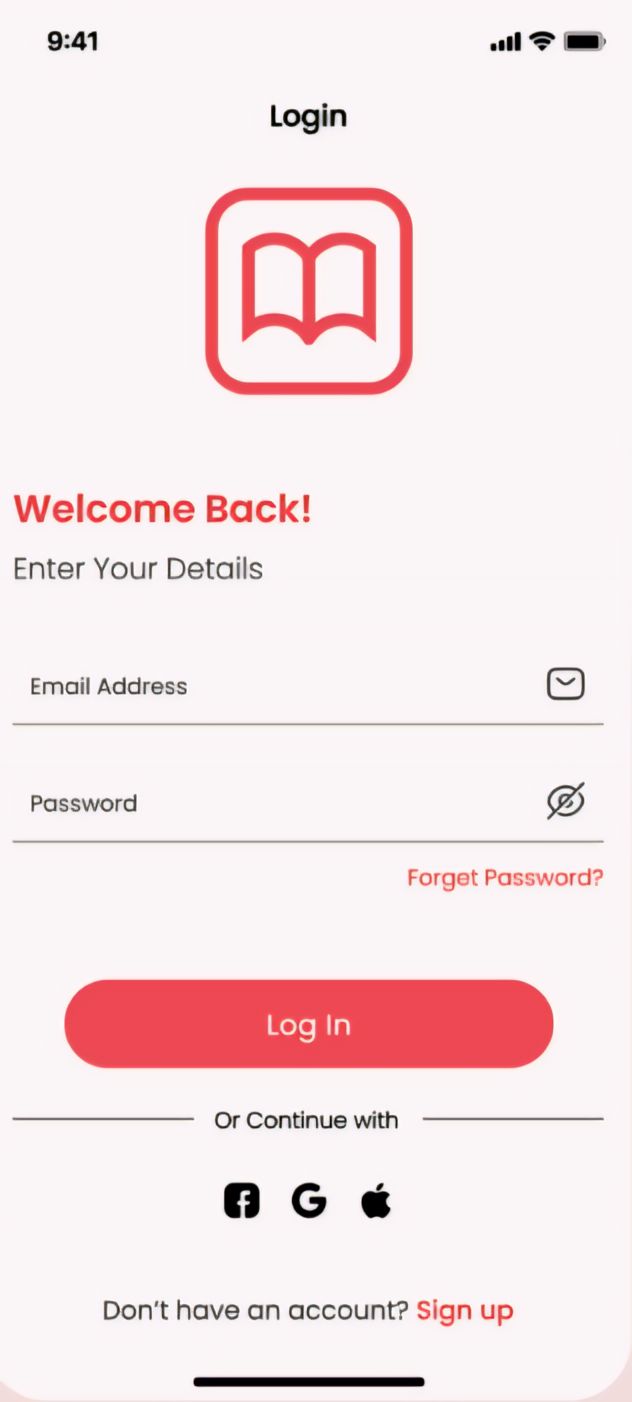 9:41
Login
Welcome Back!
Enter Your Details
Email Address
Password
Forget Password?
Log In
Or Continue with
Don't have an account? Sign up